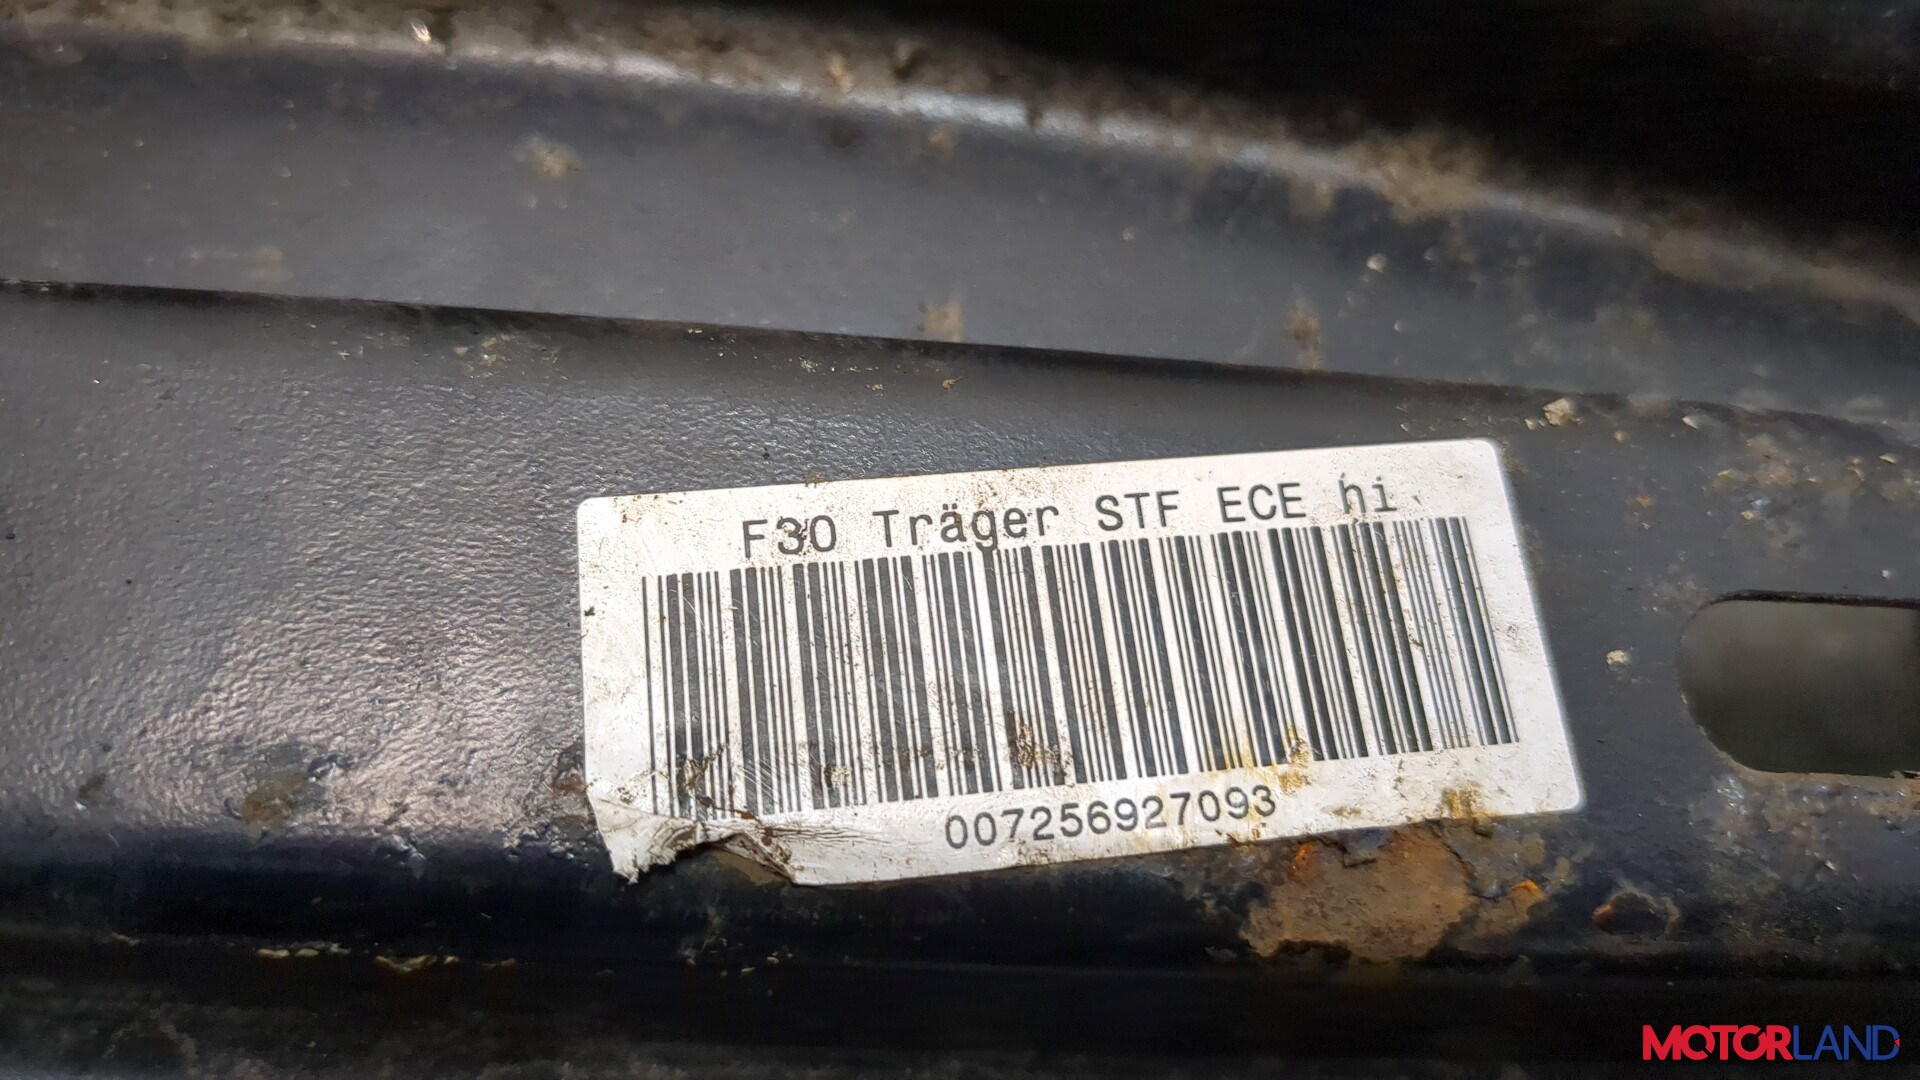 F30 Träger STF ECE hi
007256927093
MOTORLAND